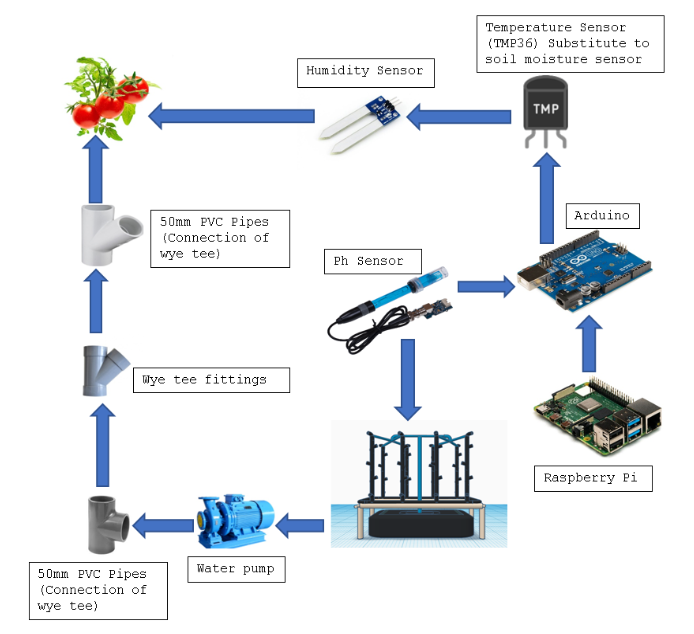 Temperature Sensor
(TMP36) Substitute to
soil moisture sensor
Humidity Sensor
TMP
50mm PVC Pipes
(Connection of
wye tee)
Arduino
Ph Sensor
UNO
Wye tee fittings
Raspberry Pi
Water pump
50mm PVC Pipes
(Connection of
wye tee)